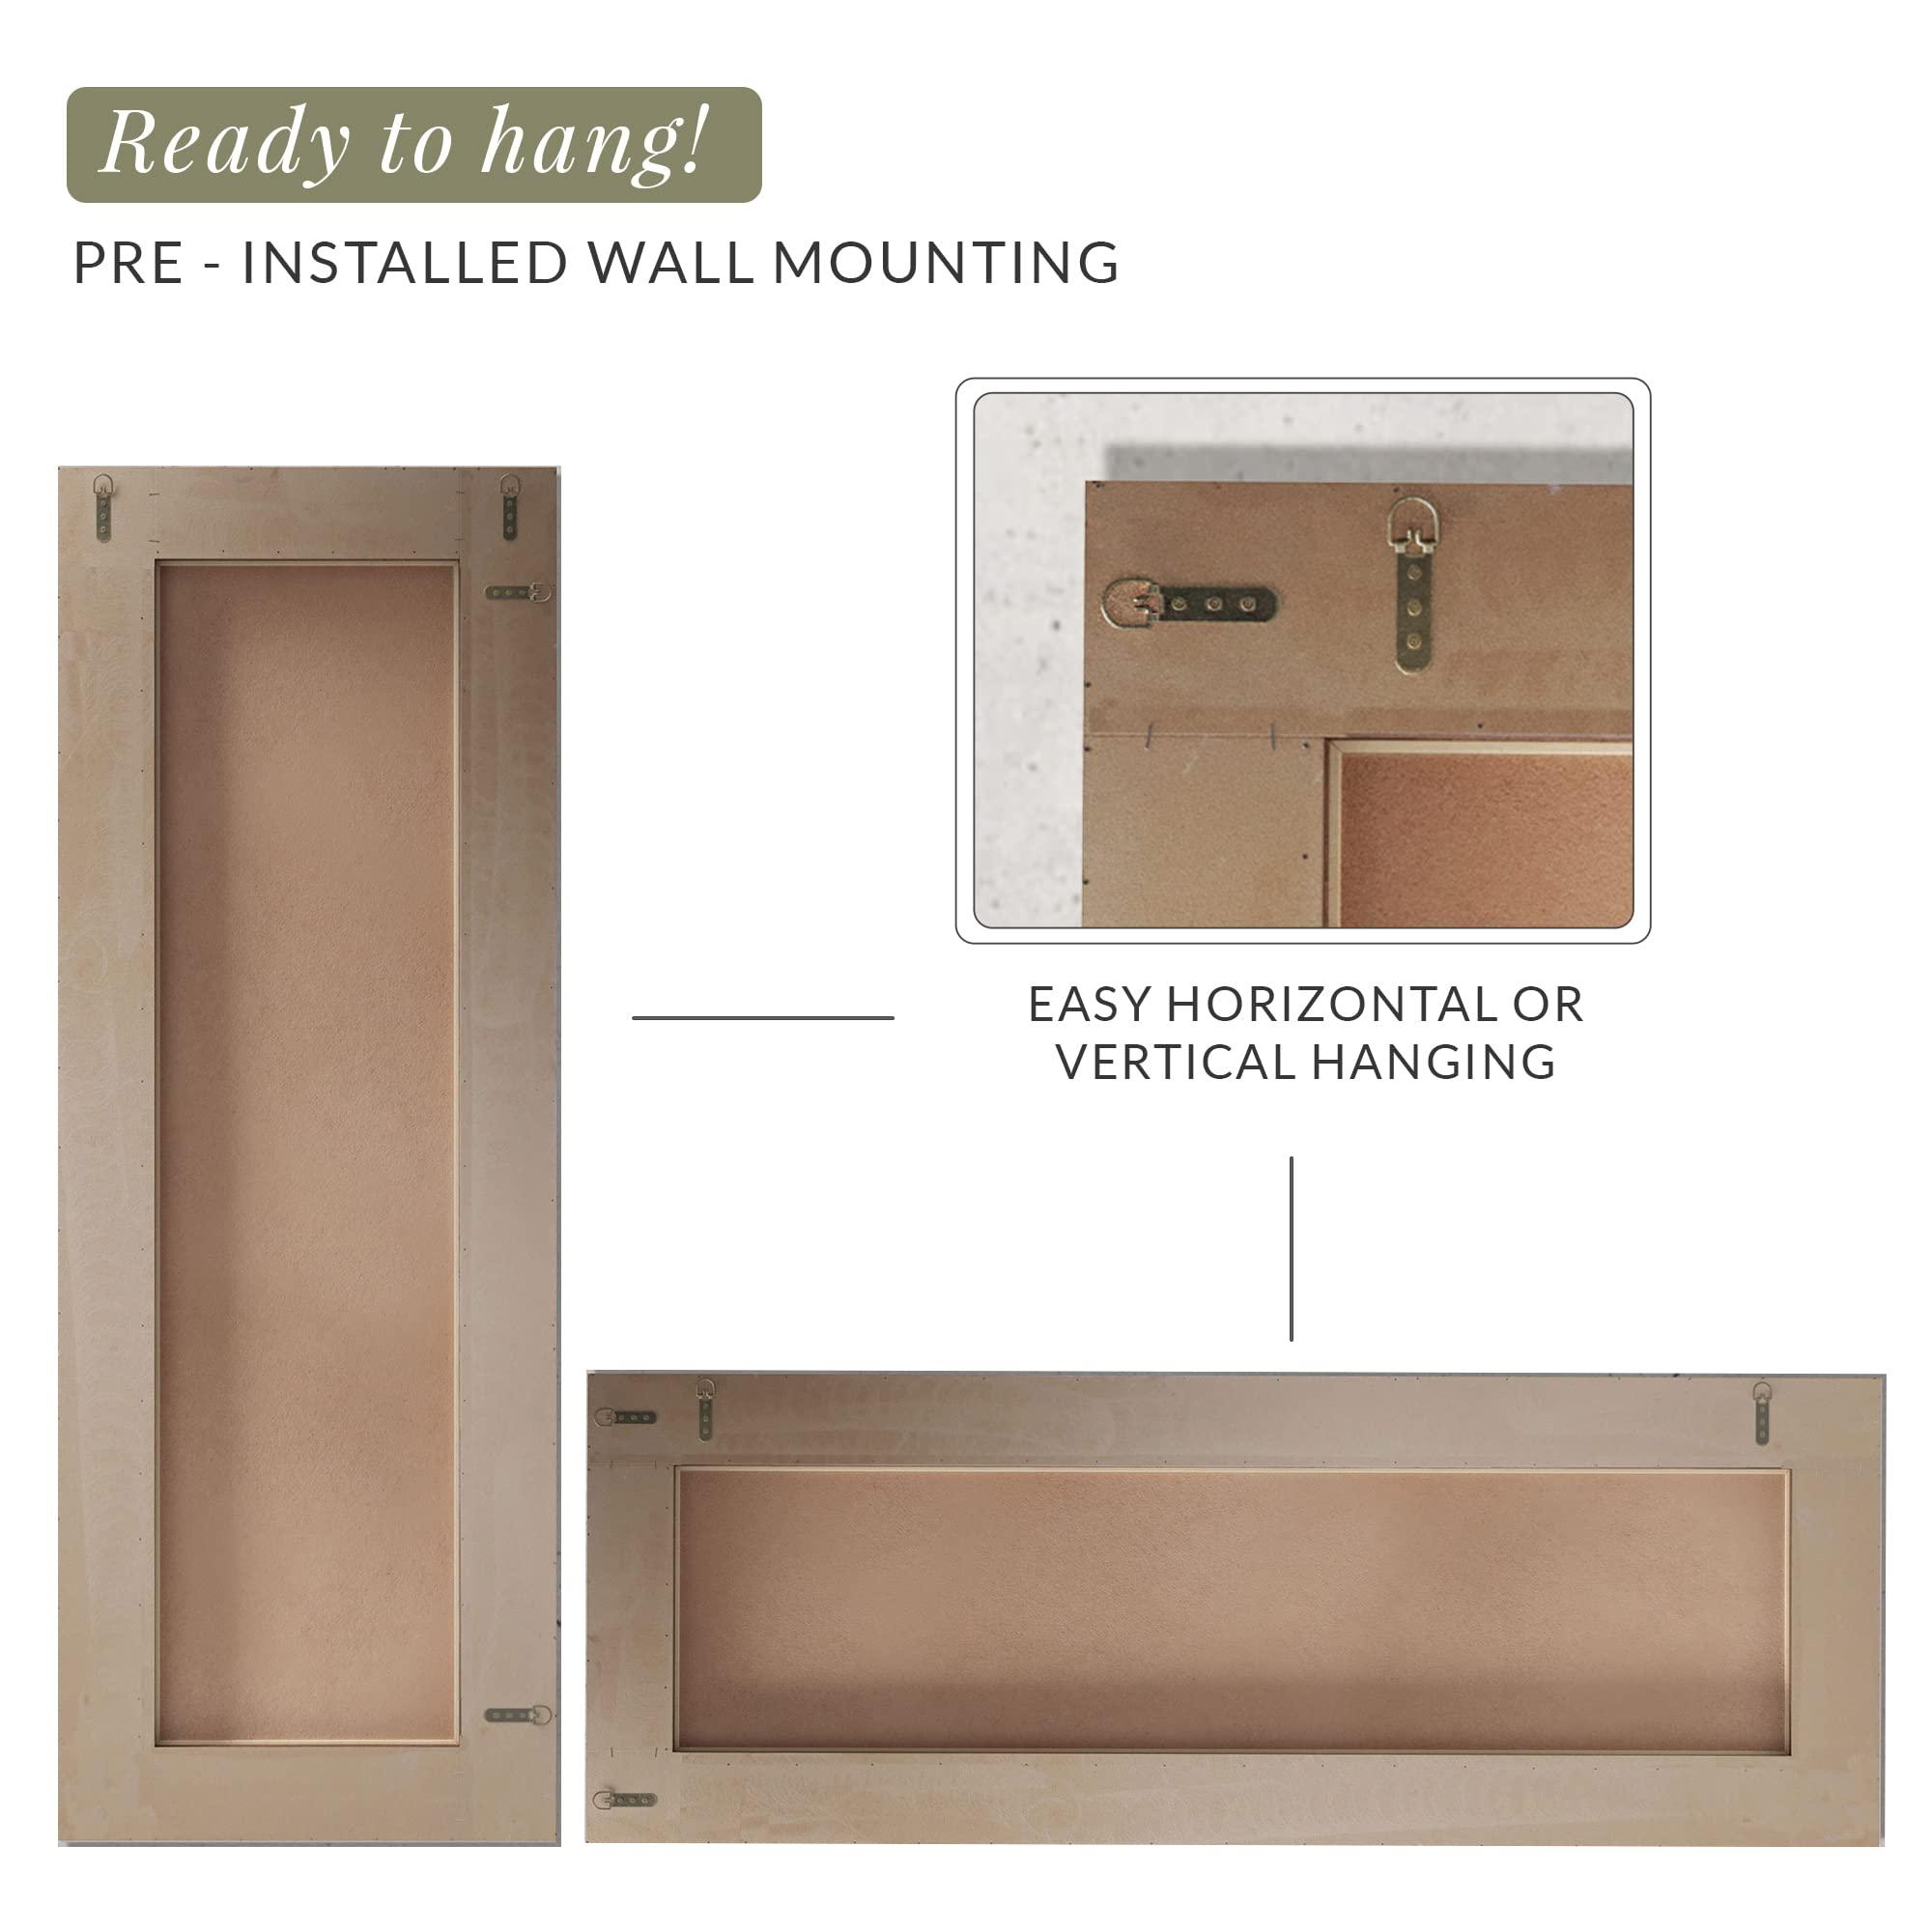 Ready to hang!
PRE - INSTALLED WALL MOUNTING
EASY HORIZONTAL OR
VERTICAL HANGING